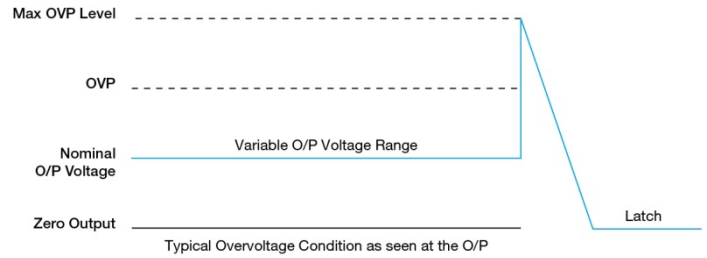 Max OVP Level
OVP
Variable O/P Voltage Range
Nominal
O/P Voltage
Zero Output
Latch
Typical Overvoltage Condition as seen at the O/P